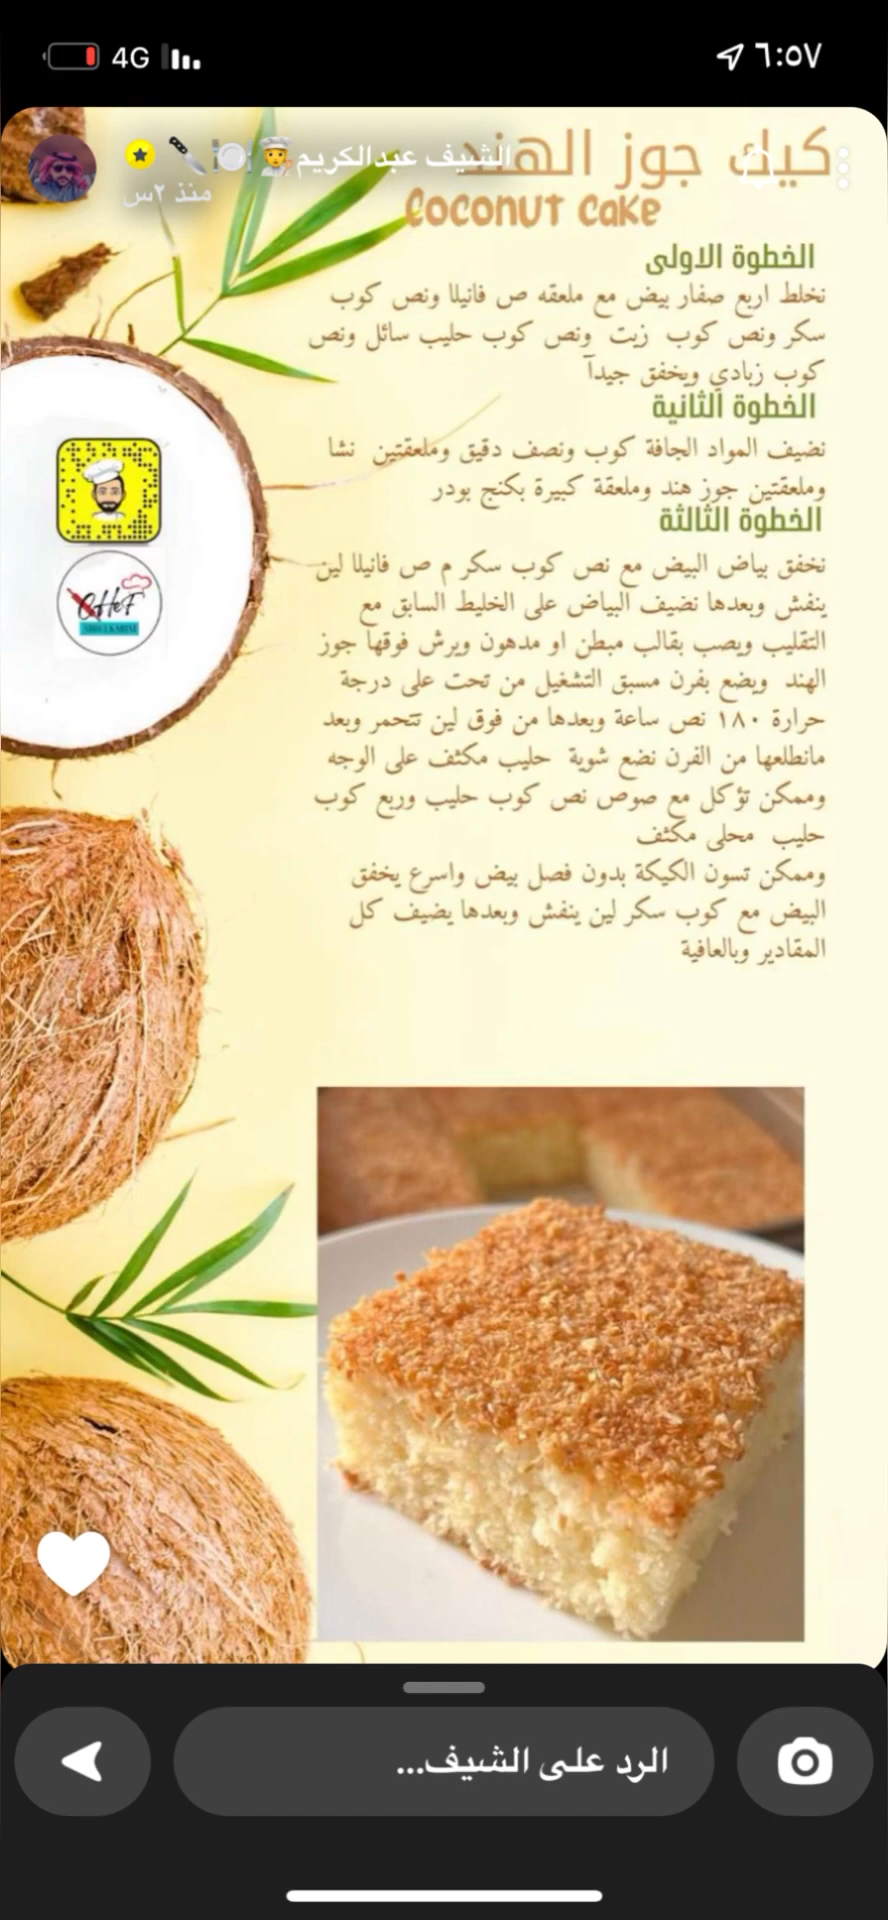 4G
٦:٥٧
كيك جوز الهند
الشيف عبدالكريم
منذ ٢س
Coconut Cake
الخطوة الاولى
نخلط اربع صفار بيض مع ملعقه ص فانيلا ونص كوب
سكر ونص كوب زيت ونص كوب حليب سائل ونص
كوب زبادي ويخفق جيدآ
الخطوة الثانية
نضيف المواد الجافة كوب ونصف دقيق وملعقتين نشا
وملعقتين جوز هند وملعقة كبيرة بكنج بودر
الخطوة الثالثة
نخفق بياض البيض مع نص كوب سكر م ص فانيلا لين
ينفش وبعدها نضيف البياض على الخليط السابق مع
التقليب ويصب بقالب مبطن او مدهون ويرش فوقها جوز
الهند ويضع بفرن مسبق التشغيل من تحت على درجة
حرارة ١٨٠ نص ساعة وبعدها من فوق لين تتحمر وبعد
مانطلعها من الفرن نضع شوية حليب مكثف على الوجه
وممكن تؤكل مع صوص نص كوب حليب وربع كوب
حليب محلى مكثف
وممكن تسون الكيكة بدون فصل بيض واسرع يخفق
البيض مع كوب سكر لين ينفش وبعدها يضيف كل
المقادير وبالعافية
CHeF
ABDULKARIM
الرد على الشيف...